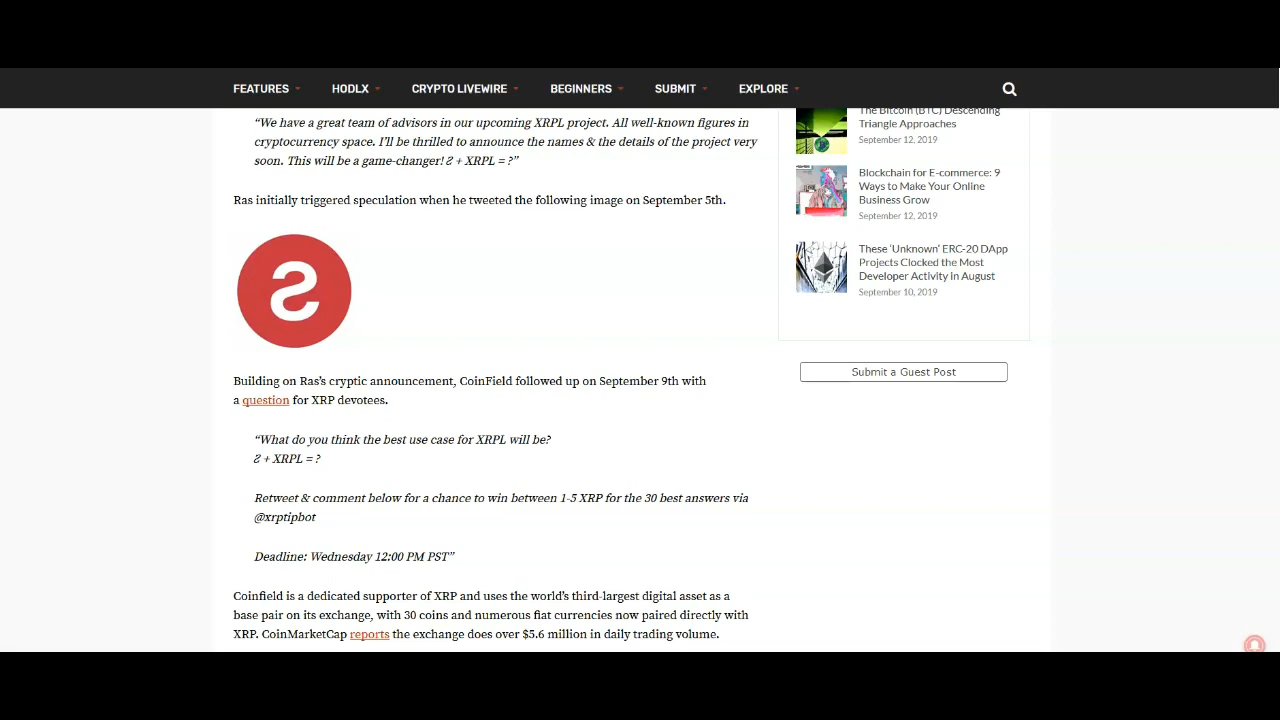 FEATURES HODLX CRYPTO LIVEWIRE BEGINNERS SUBMIT EXPLORE
“We have a great team of advisors in our upcoming XRPL project. All well-known figures in
cryptocurrency space. I’ll be thrilled to announce the names & the details of the project very
soon. This will be a game-changer! Ƨ + XRPL = ?”
Ras initially triggered speculation when he tweeted the following image on September 5th.
Ƨ
Building on Ras’s cryptic announcement, CoinField followed up on September 9th with
a question for XRP devotees.
“What do you think the best use case for XRPL will be?
Ƨ + XRPL = ?
Retweet & comment below for a chance to win between 1-5 XRP for the 30 best answers via
@xrptipbot
Deadline: Wednesday 12:00 PM PST”
Coinfield is a dedicated supporter of XRP and uses the world’s third-largest digital asset as a
base pair on its exchange, with 30 coins and numerous fiat currencies now paired directly with
XRP. CoinMarketCap reports the exchange does over $5.6 million in daily trading volume.
The Bitcoin (BTC) Descending
Triangle Approaches
September 12, 2019
Blockchain for E-commerce: 9
Ways to Make Your Online
Business Grow
September 12, 2019
These ‘Unknown’ ERC-20 DApp
Projects Clocked the Most
Developer Activity in August
September 10, 2019
Submit a Guest Post